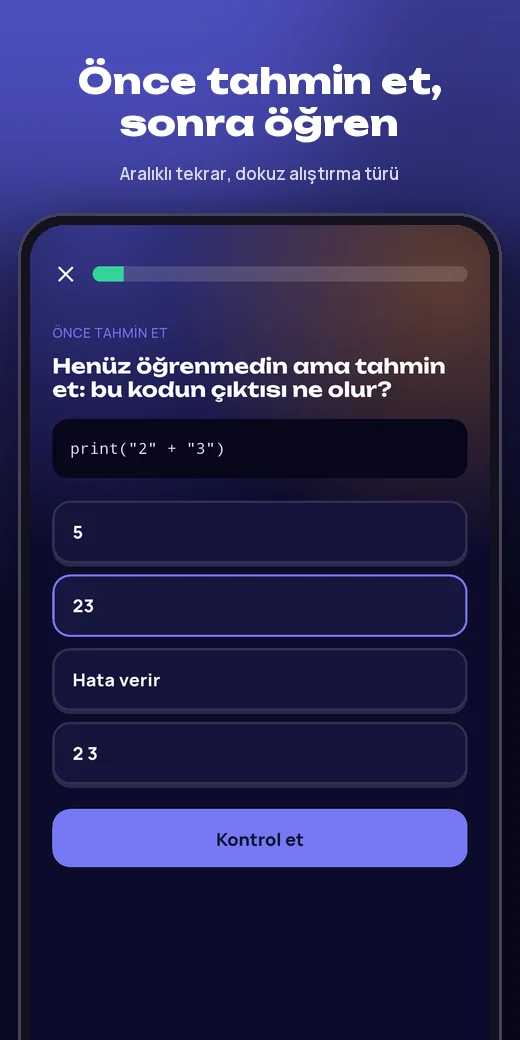 Önce tahmin et,
sonra öğren
Aralıklı tekrar, dokuz alıştırma türü
ÖNCE TAHMİN ET
Henüz öğrenmedin ama tahmin
et: bu kodun çıktısı ne olur?
print("2" + "3")
5
23
Hata verir
2 3
Kontrol et